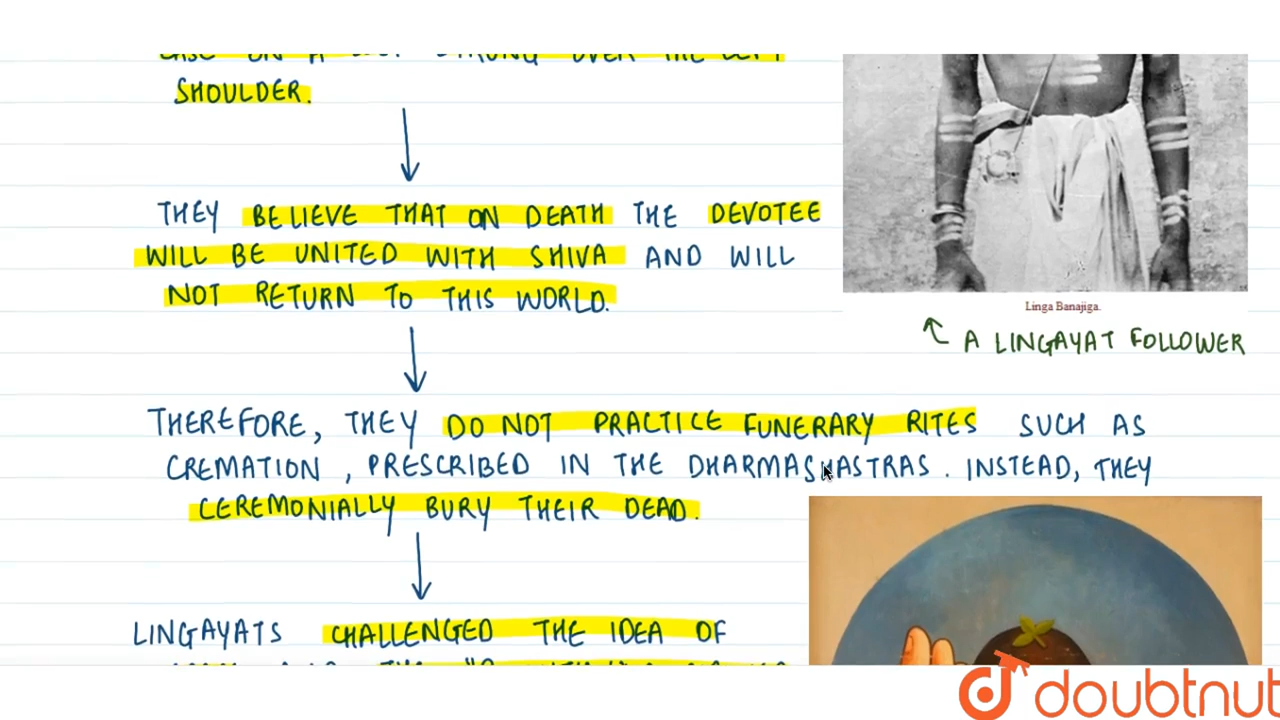 SHOULDER.
THEY BELIEVE THAT ON DEATH THE DEVOTEE
WILL BE UNITED WITH SHIVA AND WILL
NOT RETURN TO THIS WORLD.
Linga Banajiga.
A LINGAYAT FOLLOWER
THEREFORE, THEY DO NOT PRACTICE FUNERARY RITES SUCH AS
CREMATION, PRESCRIBED IN THE DHARMASHASTRAS. INSTEAD, THEY
CEREMONIALLY BURY THEIR DEAD.
LINGAYATS CHALLENGED THE IDEA OF
doubtnut